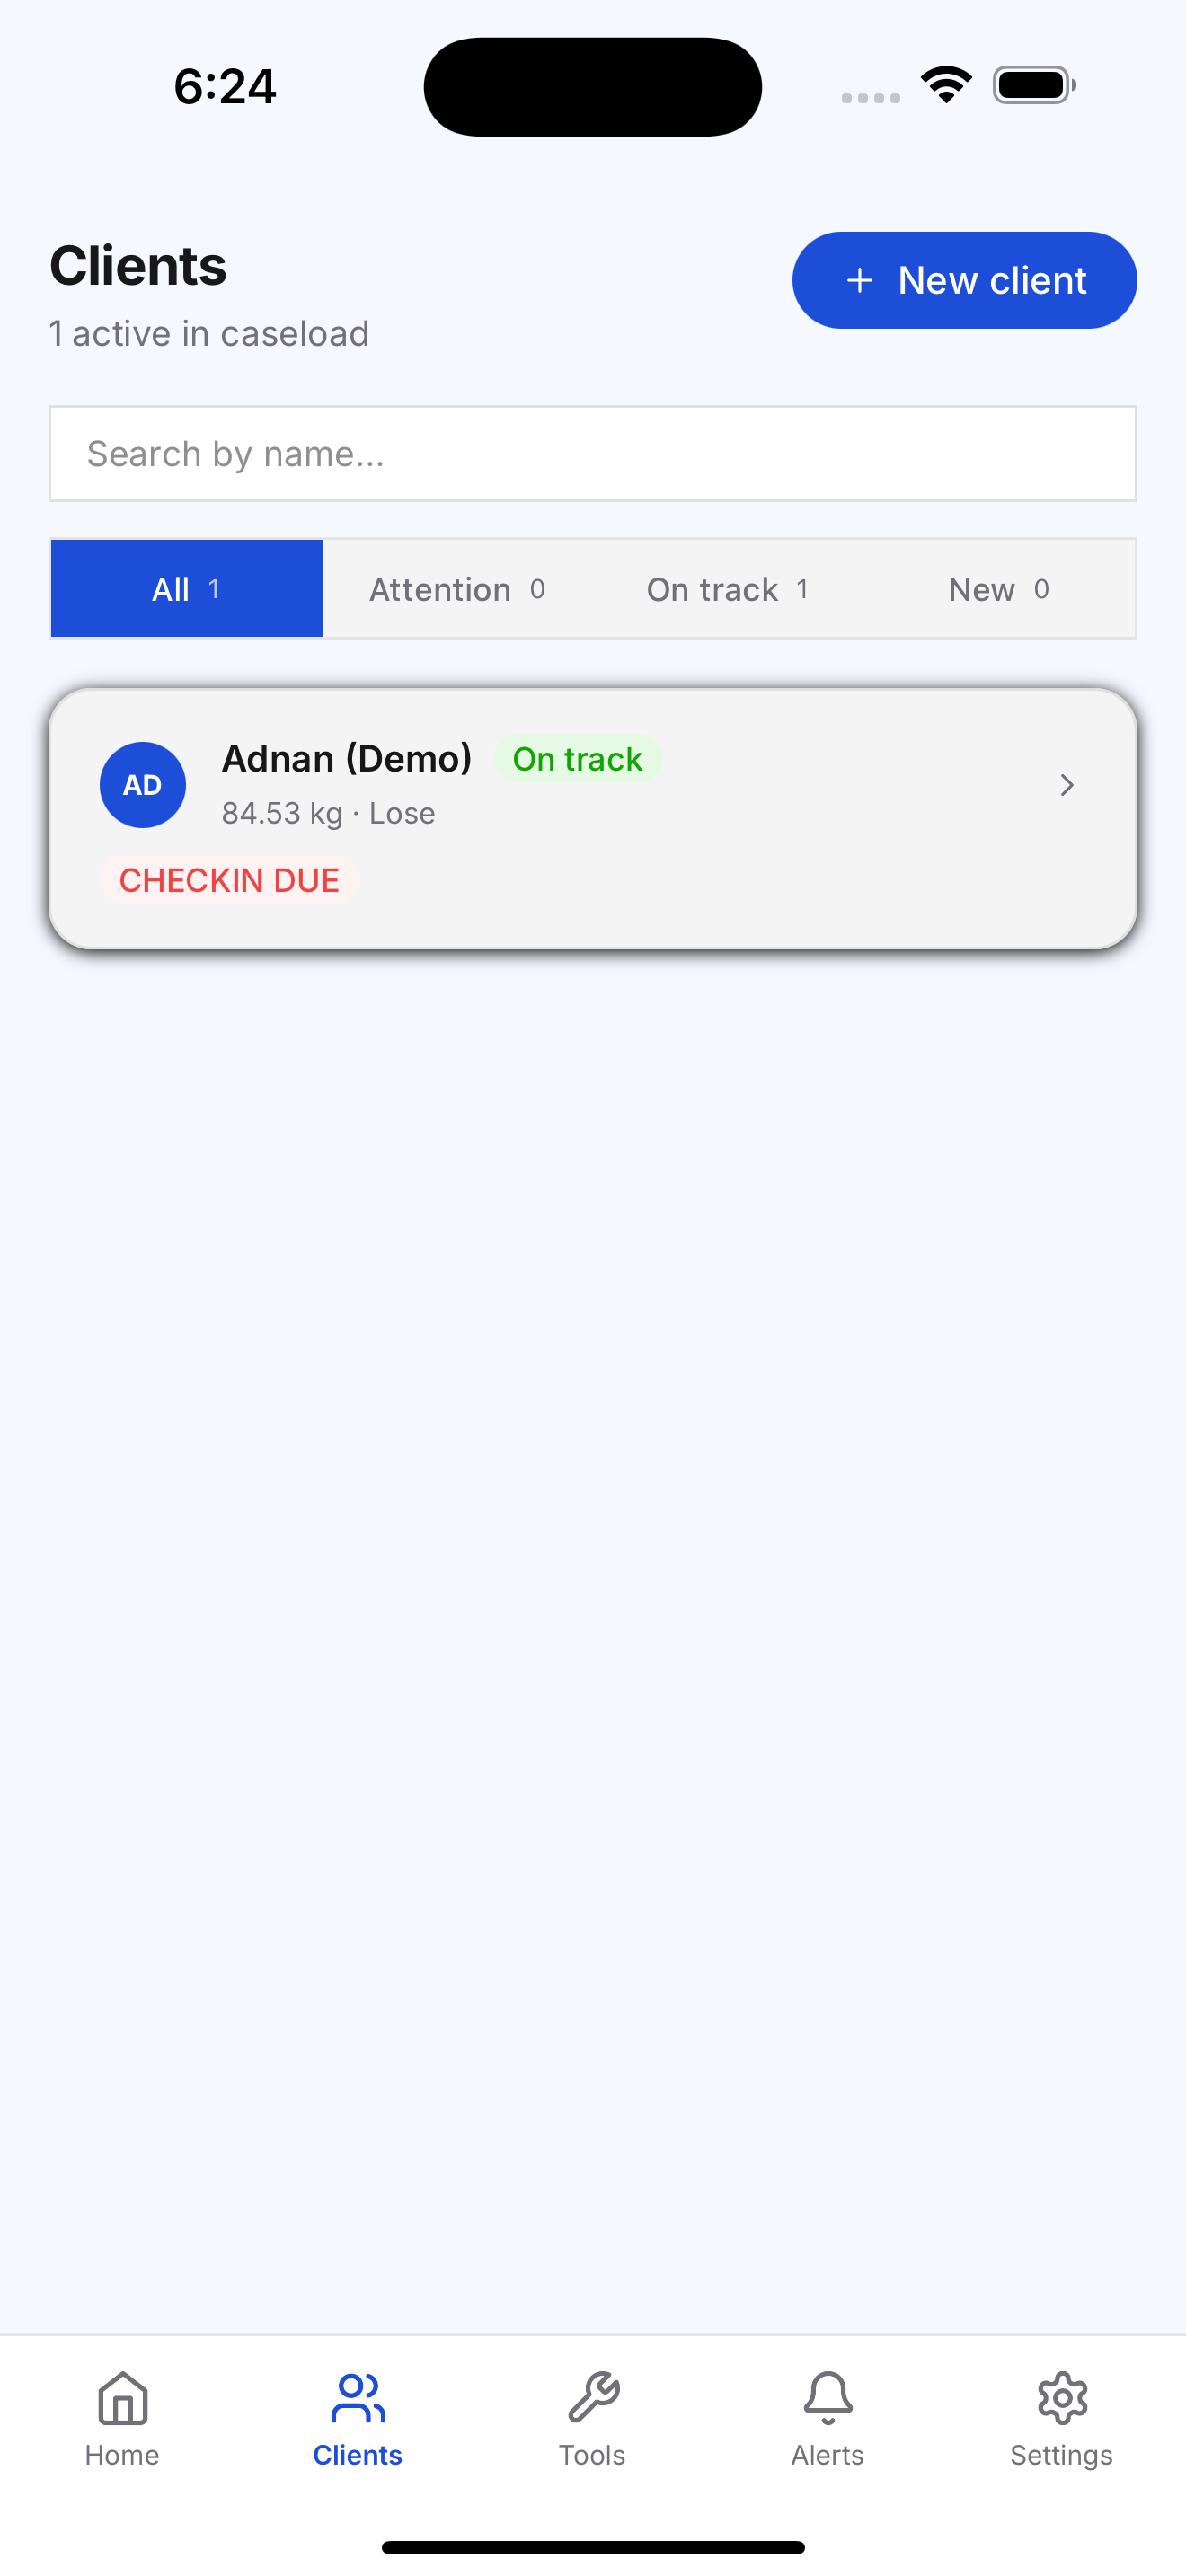 6:24
Clients
+ New client
1 active in caseload
Search by name...
All 1 Attention 0 On track 1 New 0
AD
Adnan (Demo) On track
84.53 kg · Lose
CHECKIN DUE
Home Clients Tools Alerts Settings